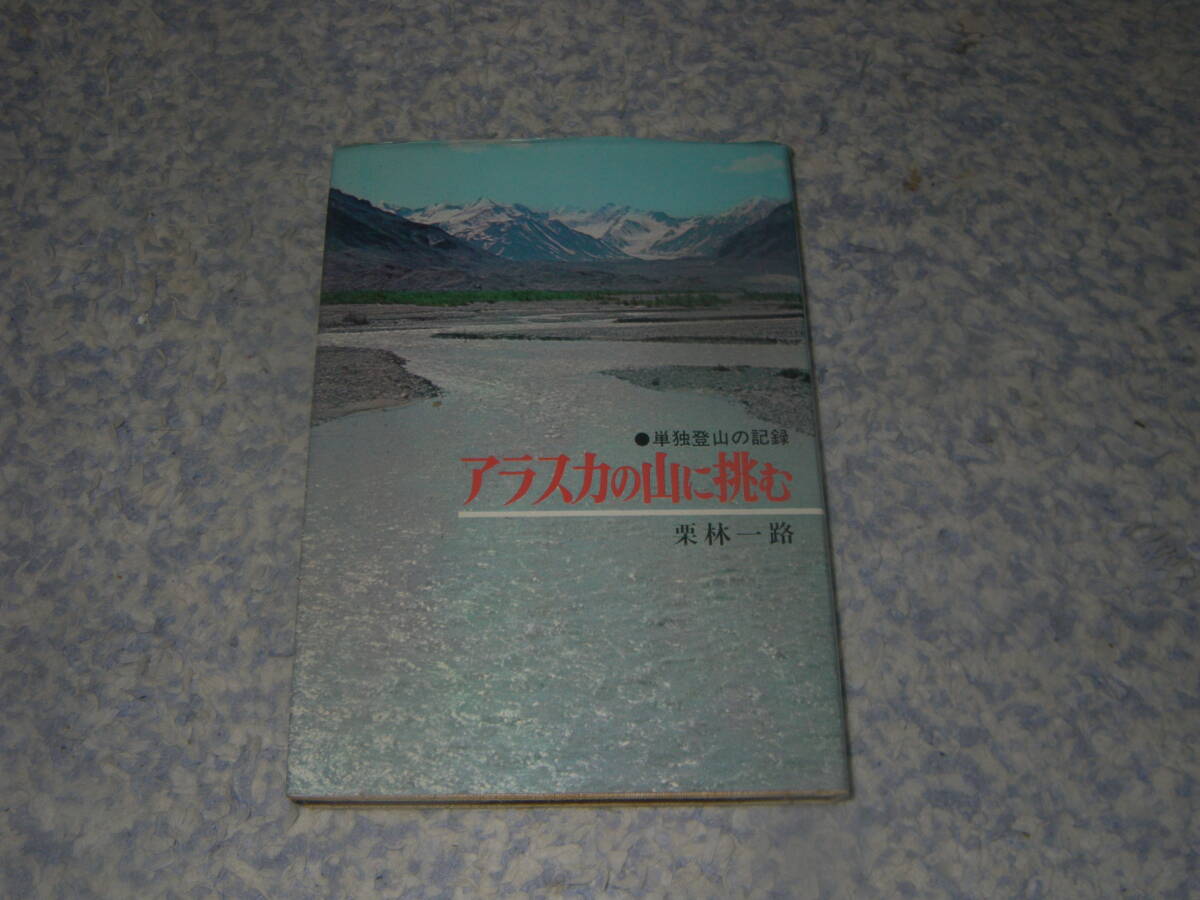 ●単独登山の記録
アラスカの山に挑む
栗林一路